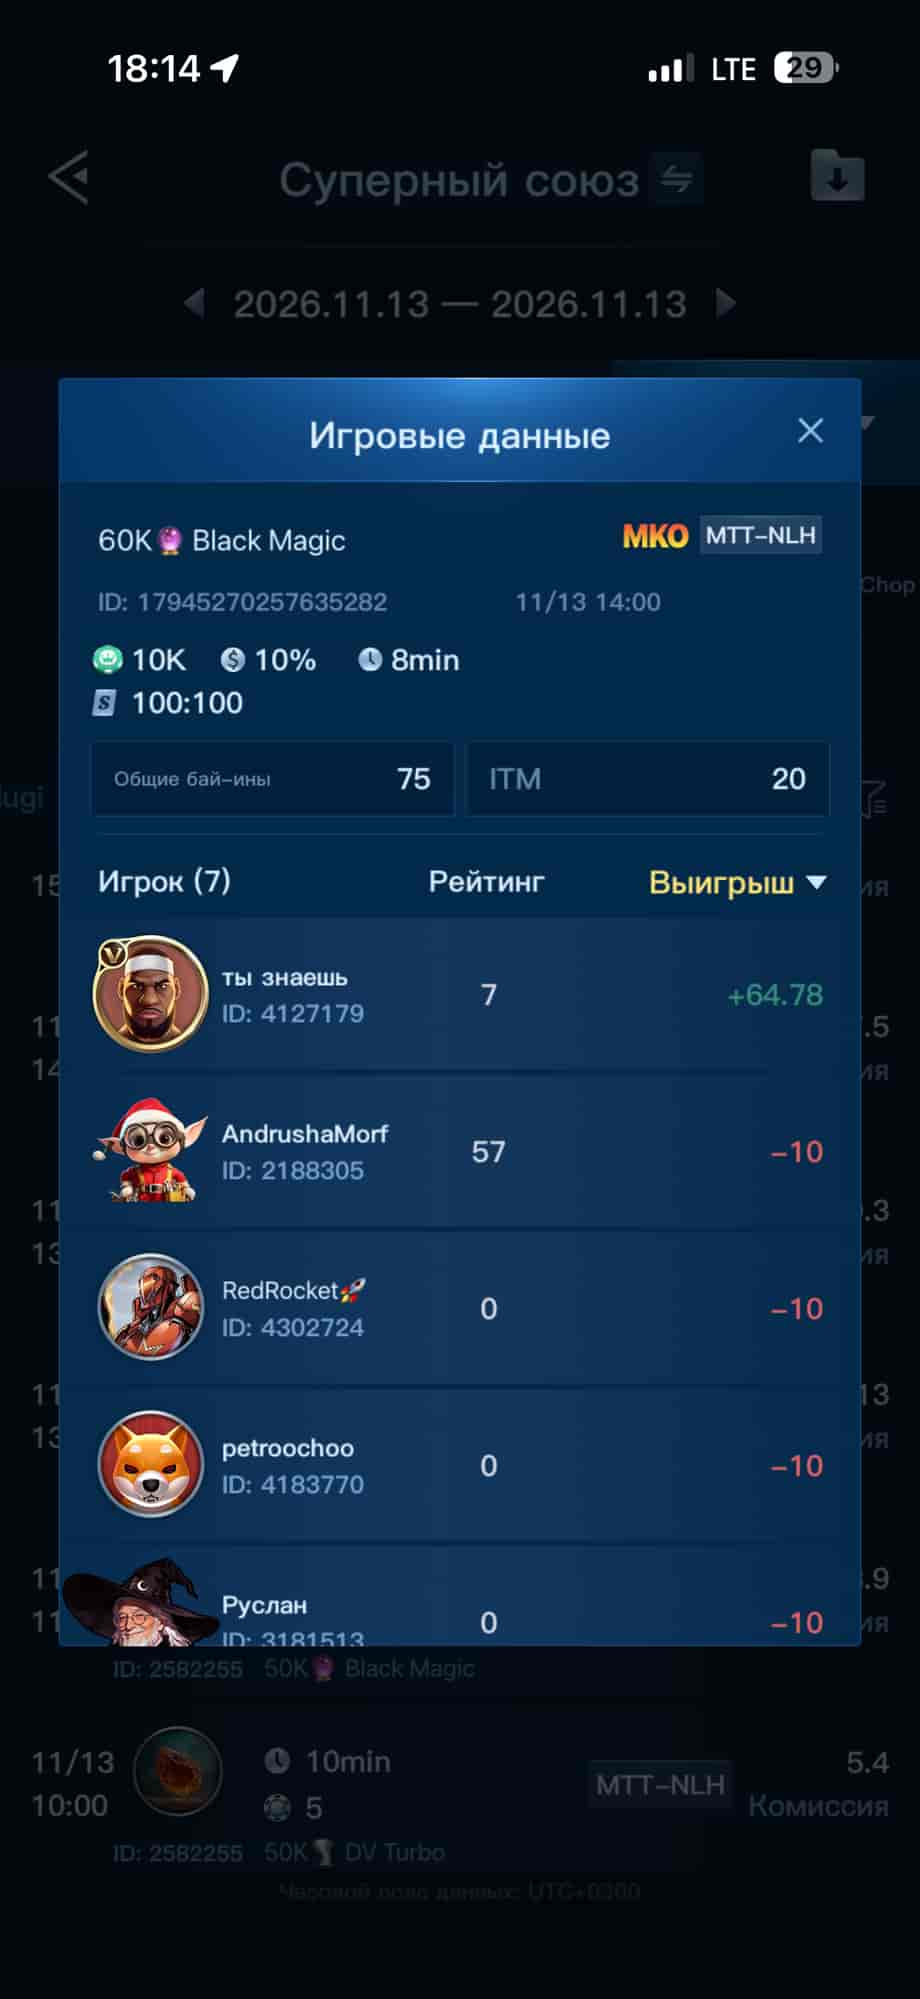 18:14
LTE 29
Суперный союз
2026.11.13 — 2026.11.13
Игровые данные
60K🔮 Black Magic
MKO MTT-NLH
Chop
ID: 17945270257635282 11/13 14:00
10K 10% 8min
100:100
Общие бай-ины 75 ITM 20
Игрок (7) Рейтинг Выигрыш
ты знаешь
ID: 4127179
7 +64.78
AndrushaMorf
ID: 2188305
57 -10
RedRocket🚀
ID: 4302724
0 -10
petroochoo
ID: 4183770
0 -10
Руслан
ID: 3181513
0 -10
ID: 2582255 50K🔮 Black Magic
11/13
10:00
10min
5
MTT-NLH
5.4
Комиссия
ID: 2582255 50K DV Turbo
Часовой пояс данных: UTC+0300